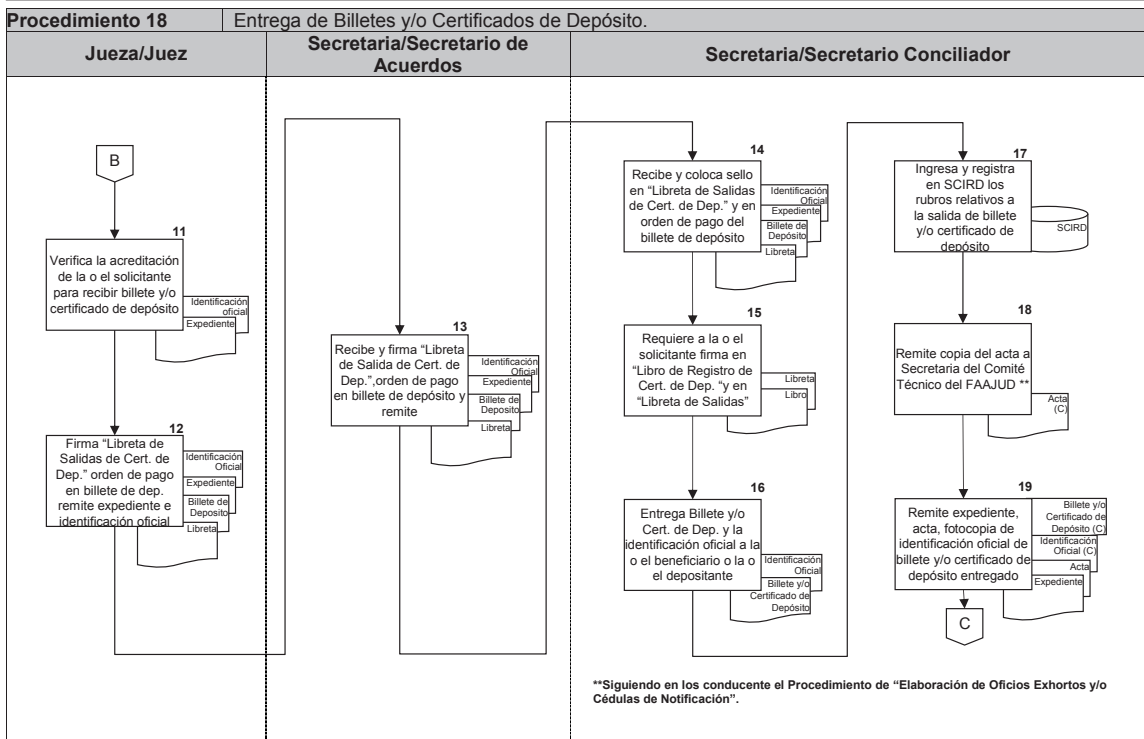 Procedimiento 18
Entrega de Billetes y/o Certificados de Depósito.
Jueza/Juez
Secretaria/Secretario de
Acuerdos
Secretaria/Secretario Conciliador
B
11
Verifica la acreditación
de la o el solicitante
para recibir billete y/o
certificado de depósito
Identificación
oficial
Expediente
12
Firma “Libreta de
Salidas de Cert. de
Dep.” orden de pago
en billete de dep.
remite expediente e
identificación oficial
Identificación
Oficial
Expediente
Billete de
Deposito
Libreta
13
Recibe y firma “Libreta
de Salida de Cert. de
Dep.”,orden de pago
en billete de depósito y
remite
Identificación
Oficial
Expediente
Billete de
Deposito
Libreta
14
Recibe y coloca sello
en “Libreta de Salidas
de Cert. de Dep.” y en
orden de pago del
billete de depósito
Identificación
Oficial
Expediente
Billete de
Depósito
Libreta
15
Requiere a la o el
solicitante firma en
“Libro de Registro de
Cert. de Dep. “y en
“Libreta de Salidas”
Libreta
Libro
16
Entrega Billete y/o
Cert. de Dep. y la
identificación oficial a la
o el beneficiario o la o
el depositante
Identificación
Oficial
Billete y/o
Certificado de
Depósito
17
Ingresa y registra
en SCIRD los
rubros relativos a
la salida de billete
y/o certificado de
depósito
SCIRD
18
Remite copia del acta a
Secretaria del Comité
Técnico del FAAJUD **
Acta
(C)
19
Remite expediente,
acta, fotocopia de
identificación oficial de
billete y/o certificado de
depósito entregado
Billete y/o
Certificado de
Depósito (C)
Identificación
Oficial (C)
Acta
Expediente
C
**Siguiendo en los conducente el Procedimiento de “Elaboración de Oficios Exhortos y/o
Cédulas de Notificación”.